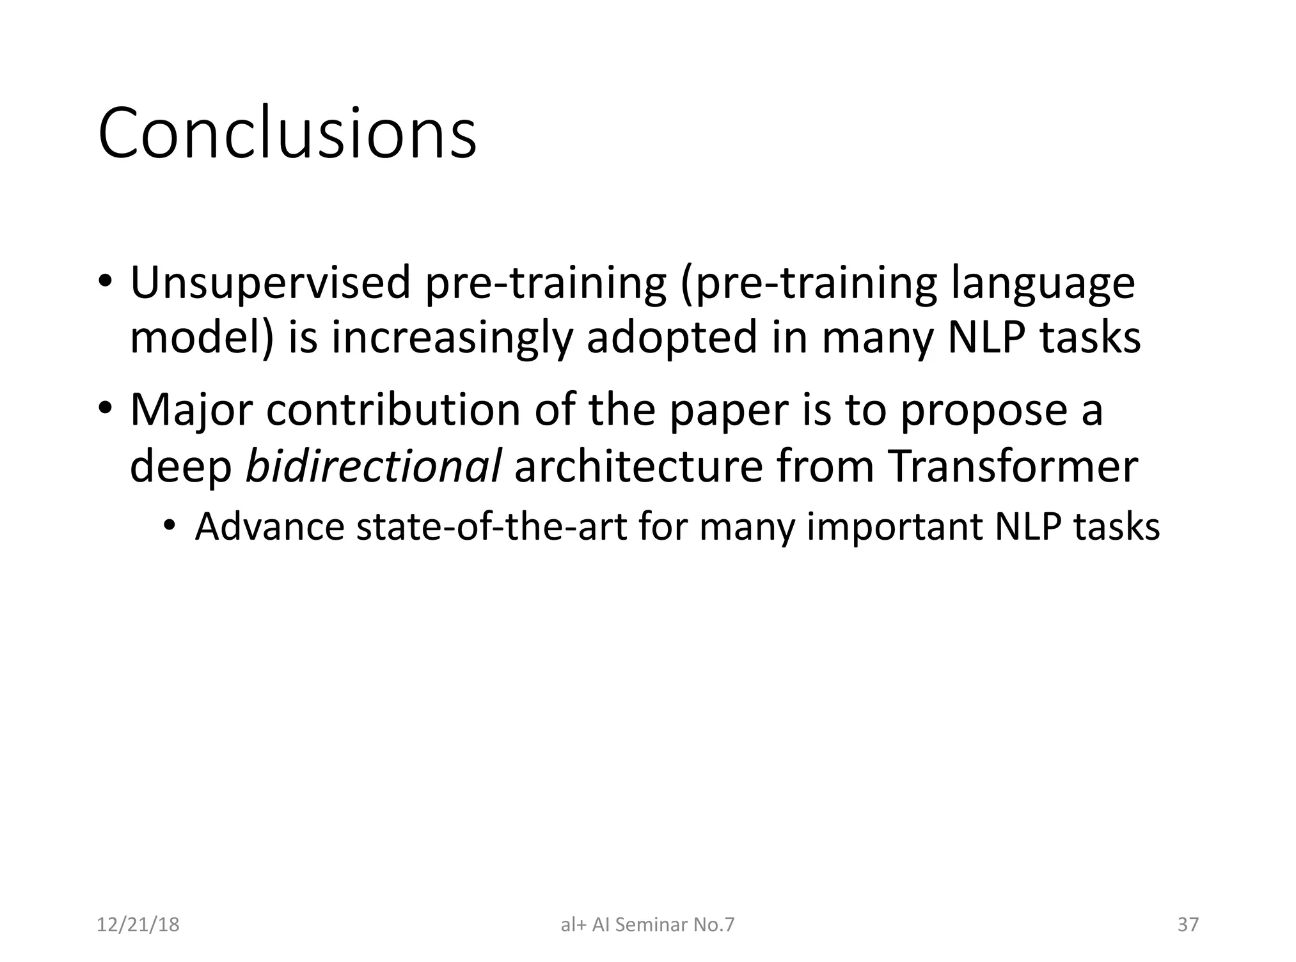 Conclusions
• Unsupervised pre-training (pre-training language
model) is increasingly adopted in many NLP tasks
• Major contribution of the paper is to propose a
deep bidirectional architecture from Transformer
• Advance state-of-the-art for many important NLP tasks
12/21/18
al+ AI Seminar No.7
37